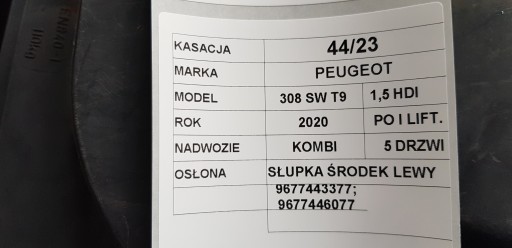 KASACJA 44/23
MARKA PEUGEOT
MODEL 308 SW T9 1,5 HDI
ROK 2020 PO I LIFT.
NADWOZIE KOMBI 5 DRZWI
OSŁONA SŁUPKA ŚRODEK LEWY
9677443377;
9677446077